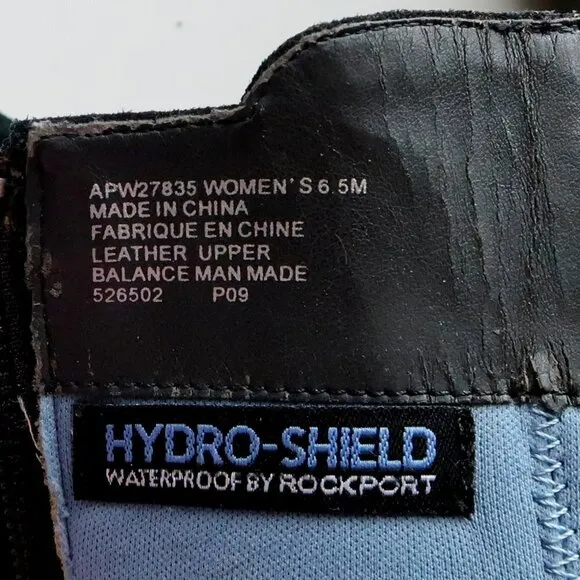 APW27835 WOMEN'S 6.5M
MADE IN CHINA
FABRIQUE EN CHINE
LEATHER UPPER
BALANCE MAN MADE
526502 P09
HYDRO-SHIELD
WATERPROOF BY ROCKPORT